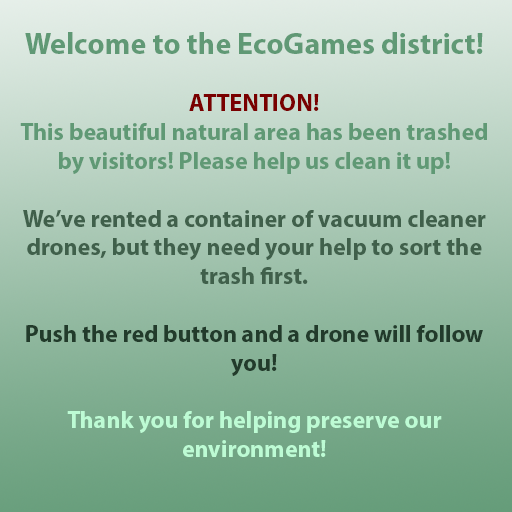 Welcome to the EcoGames district!
ATTENTION!
This beautiful natural area has been trashed
by visitors! Please help us clean it up!
We’ve rented a container of vacuum cleaner
drones, but they need your help to sort the
trash first.
Push the red button and a drone will follow
you!
Thank you for helping preserve our
environment!